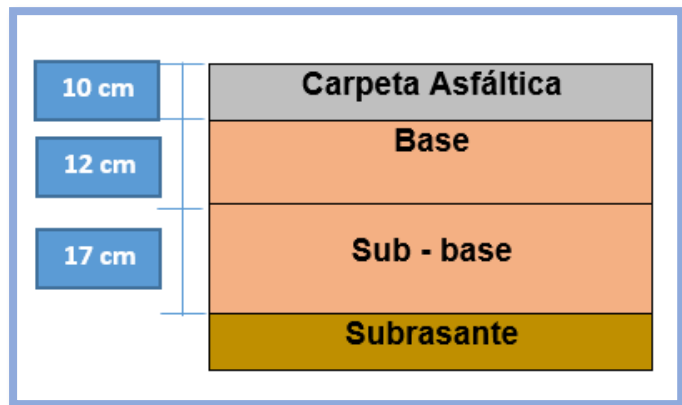 10 cm
Carpeta Asfáltica
Base
12 cm
17 cm
Sub - base
Subrasante